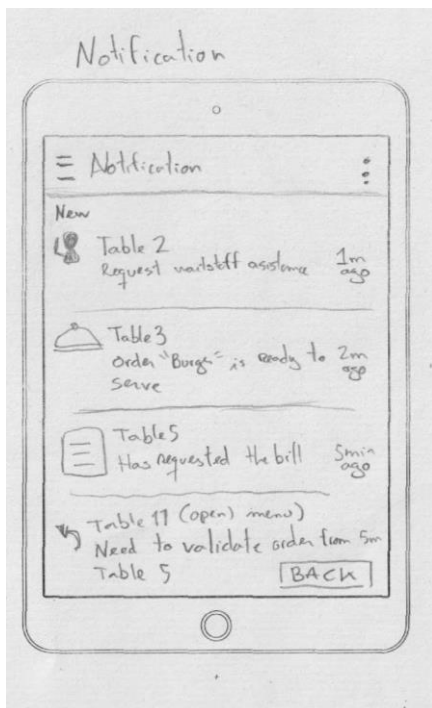 Notification
Notification
New
Table 2
Request waitstoff asistance
1m
ago
Table 3
Order "Burger" is ready to
serve
2m
ago
Table 5
Has requested the bill
5min
ago
Table 11 (open) menu)
Need to validate order from 5m
Table 5
BACK